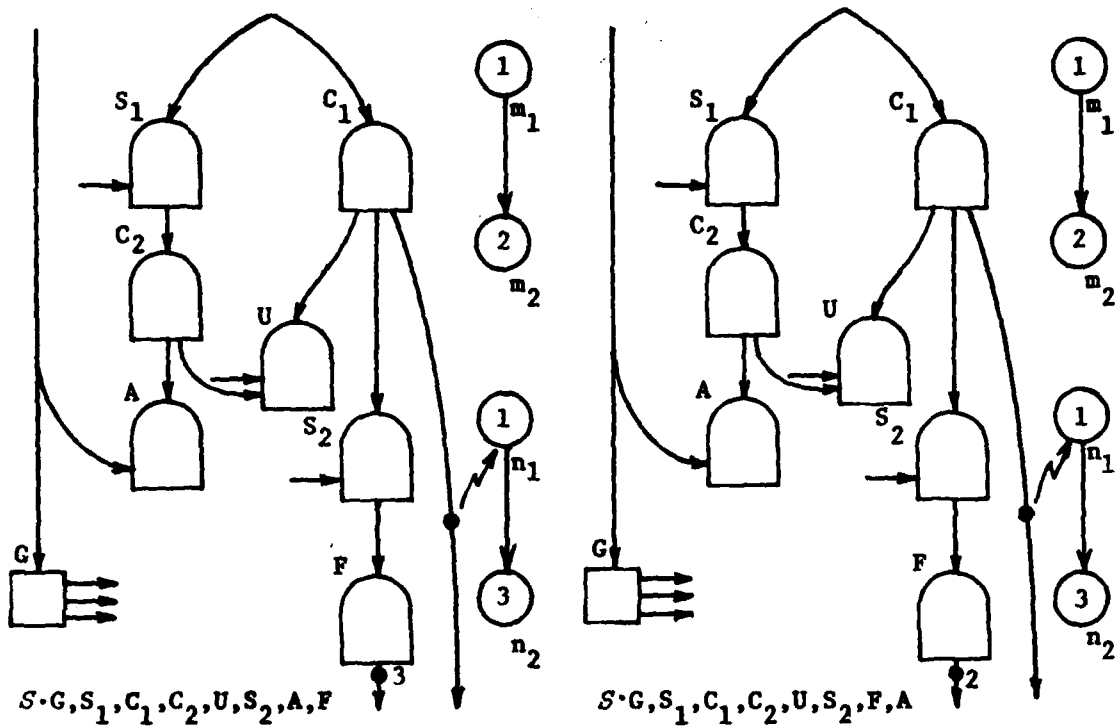 S₁ C₁ 1 m₁
C₂ 2 m₂
U
A S₂ 1 n₁
G F 3 n₂
3
S·G,S₁,C₁,C₂,U,S₂,A,F
S₁ C₁ 1 m₁
C₂ 2 m₂
U
A S₂ 1 n₁
G F 3 n₂
2
S·G,S₁,C₁,C₂,U,S₂,F,A